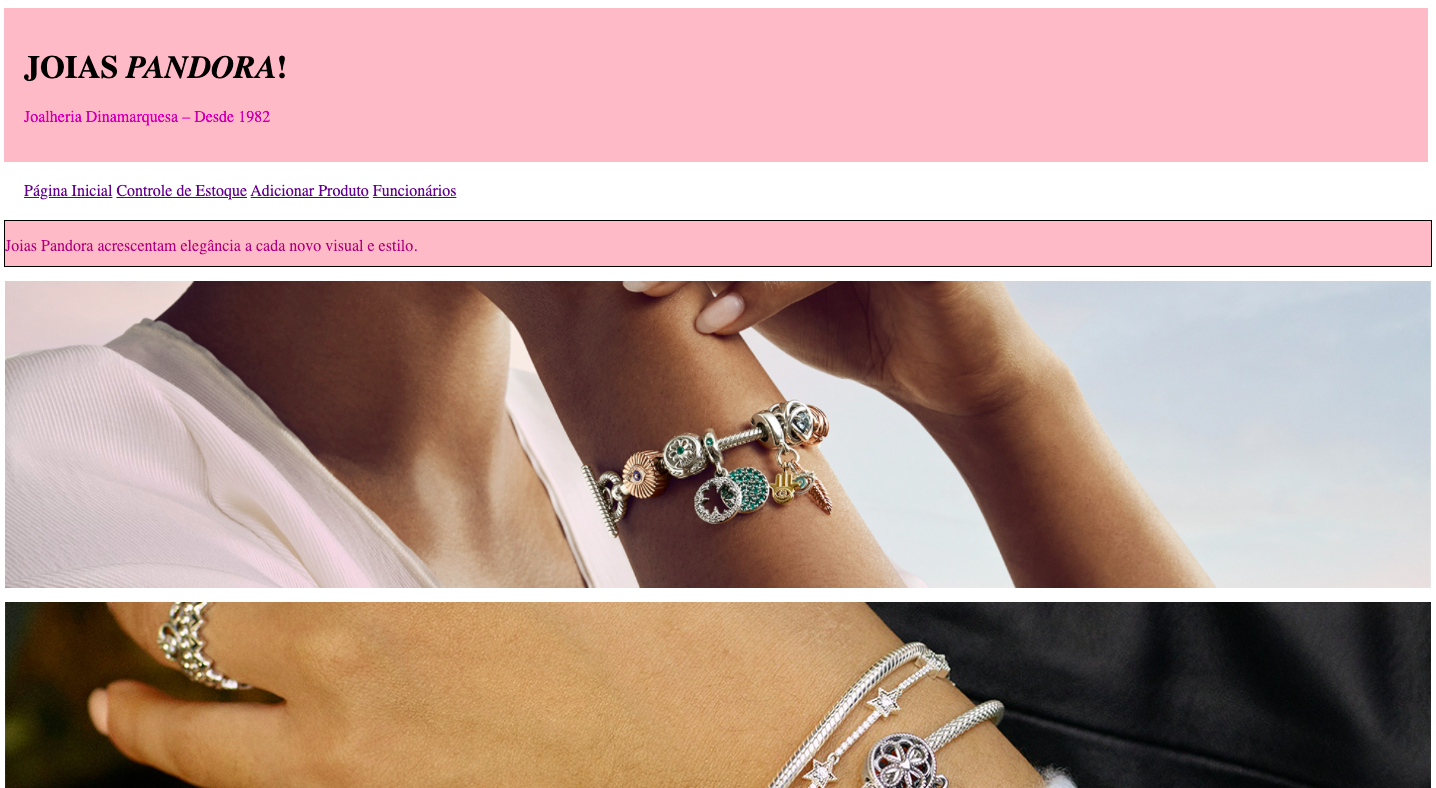 JOIAS PANDORA!
Joalheria Dinamarquesa – Desde 1982
Página Inicial Controle de Estoque Adicionar Produto Funcionários
Joias Pandora acrescentam elegância a cada novo visual e estilo.